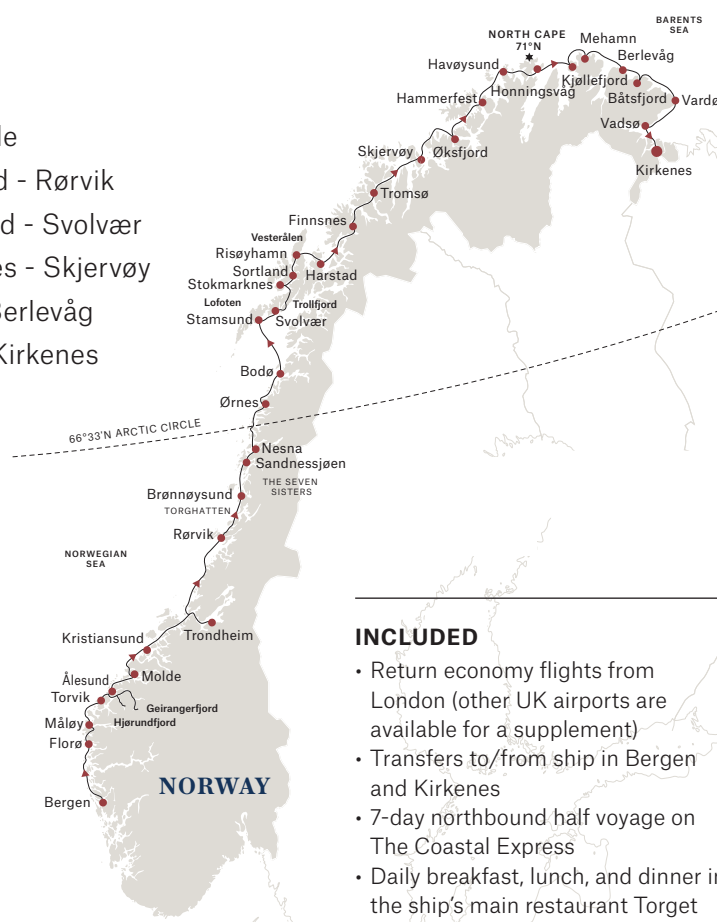 BARENTS
SEA
NORTH CAPE
71°N
Mehamn
Berlevåg
Havøysund
Kjøllefjord
Honningsvåg
Hammerfest
Båtsfjord
Vardø
Vadsø
Skjervøy
Øksfjord
Kirkenes
Tromsø
Finnsnes
Vesterålen
Risøyhamn
Sortland
Harstad
Stokmarknes
Lofoten
Trollfjord
Stamsund
Svolvær
Bodø
Ørnes
66°33'N ARCTIC CIRCLE
Nesna
Sandnessjøen
THE SEVEN
SISTERS
Brønnøysund
TORGHATTEN
Rørvik
NORWEGIAN
SEA
Kristiansund
Trondheim
Ålesund
Molde
Torvik
Geirangerfjord
Hjørundfjord
Måløy
Florø
NORWAY
Bergen
- Rørvik
- Svolvær
- Skjervøy
Berlevåg
Kirkenes
INCLUDED
• Return economy flights from
London (other UK airports are
available for a supplement)
• Transfers to/from ship in Bergen
and Kirkenes
• 7-day northbound half voyage on
The Coastal Express
• Daily breakfast, lunch, and dinner in
the ship's main restaurant Torget